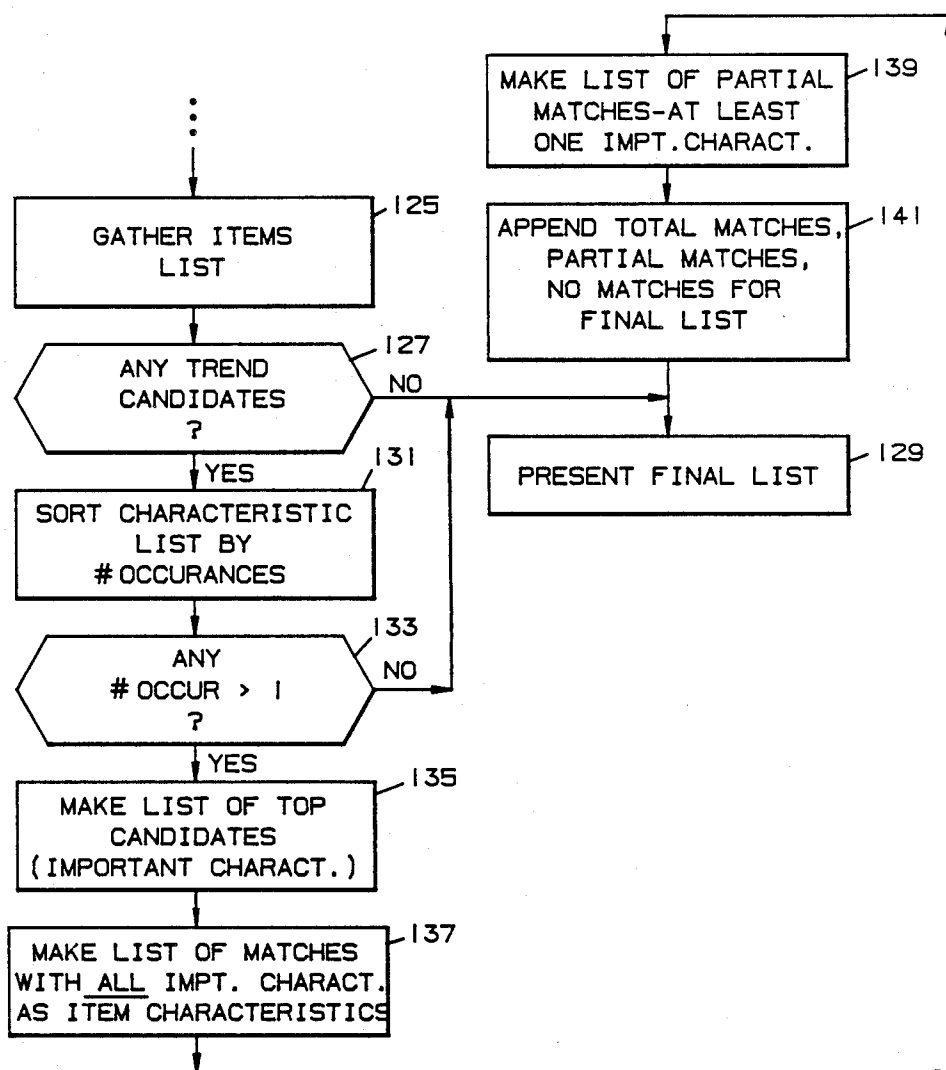 125
GATHER ITEMS
LIST
127
ANY TREND
CANDIDATES
?
NO
YES
131
SORT CHARACTERISTIC
LIST BY
# OCCURANCES
133
ANY
# OCCUR > 1
?
NO
YES
135
MAKE LIST OF TOP
CANDIDATES
(IMPORTANT CHARACT.)
137
MAKE LIST OF MATCHES
WITH ALL IMPT. CHARACT.
AS ITEM CHARACTERISTICS
139
MAKE LIST OF PARTIAL
MATCHES-AT LEAST
ONE IMPT. CHARACT.
141
APPEND TOTAL MATCHES,
PARTIAL MATCHES,
NO MATCHES FOR
FINAL LIST
129
PRESENT FINAL LIST